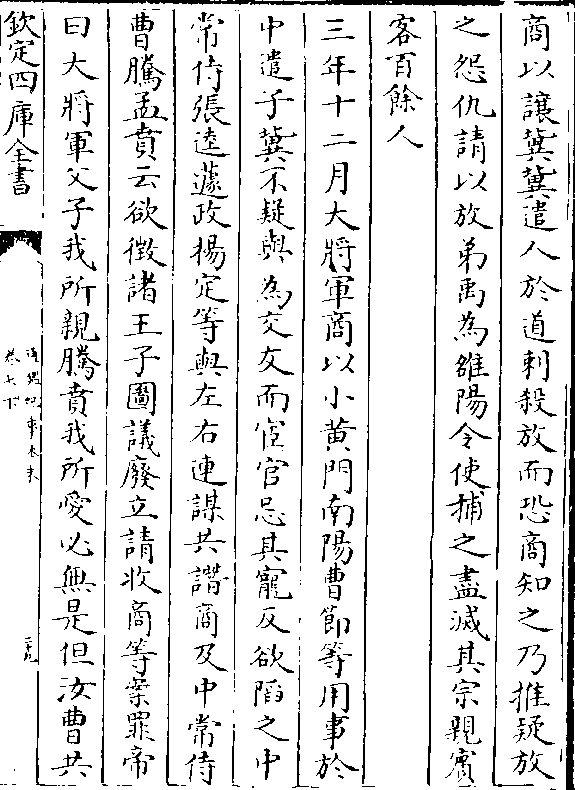 商以讓冀冀遣人於道刺殺放而恐商知之乃推疑放
之怨仇請以放弟禹為雒陽令使捕之盡滅其宗親賓
客百餘人
三年十二月大將軍商以小黄門南陽曹節等用事於
中遣子冀不疑與為交友而宦官忌其寵反欲陷之中
常侍張逵蘧政楊定等與左右連謀共譛商及中常侍
曹騰孟賁云欲徵諸王子圖議廢立請收商等案罪帝
曰大將軍父子我所親騰賁我所愛必無是但汝曹共
欽定四庫全書
通鑑紀事本末
卷七下